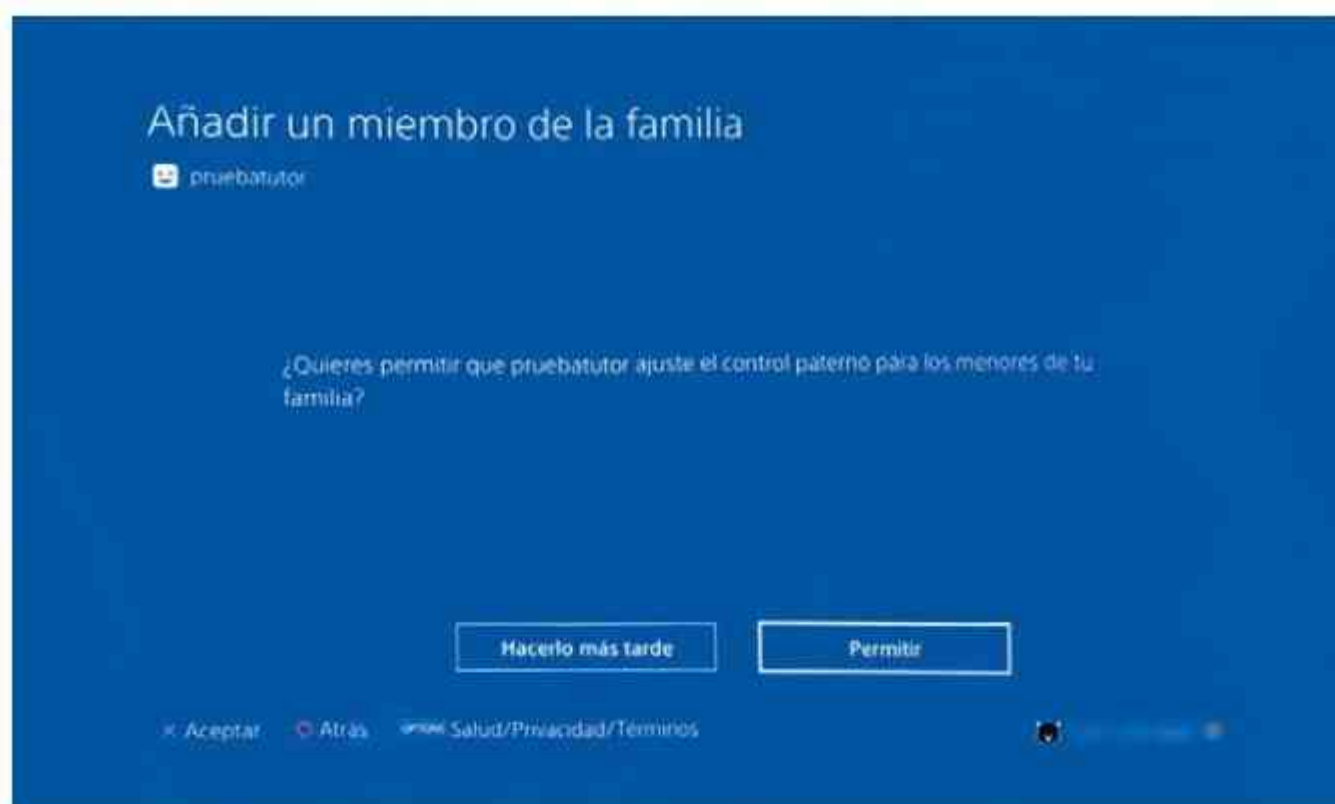 Añadir un miembro de la familia
pruebatutor
¿Quieres permitir que pruebatutor ajuste el control paterno para los menores de tu
familia?
Hacerlo más tarde
Permitir
Aceptar
Atrás
OPTIONS Salud/Privacidad/Términos